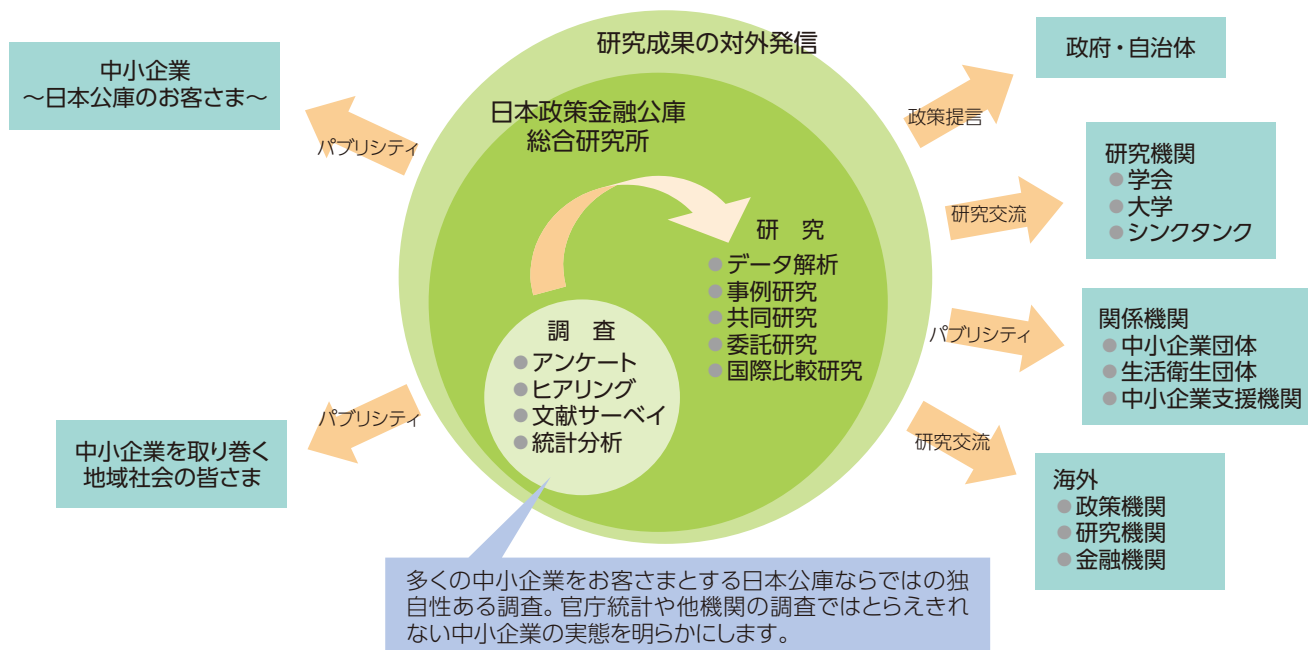 研究成果の対外発信
中小企業
～日本公庫のお客さま～
パブリシティ
中小企業を取り巻く
地域社会の皆さま
パブリシティ
日本政策金融公庫
総合研究所
調　査
●アンケート
●ヒアリング
●文献サーベイ
●統計分析
研　究
●データ解析
●事例研究
●共同研究
●委託研究
●国際比較研究
政策提言
政府・自治体
研究交流
研究機関
●学会
●大学
●シンクタンク
パブリシティ
関係機関
●中小企業団体
●生活衛生団体
●中小企業支援機関
研究交流
海外
●政策機関
●研究機関
●金融機関
多くの中小企業をお客さまとする日本公庫ならではの独
自性ある調査。官庁統計や他機関の調査ではとらえきれ
ない中小企業の実態を明らかにします。